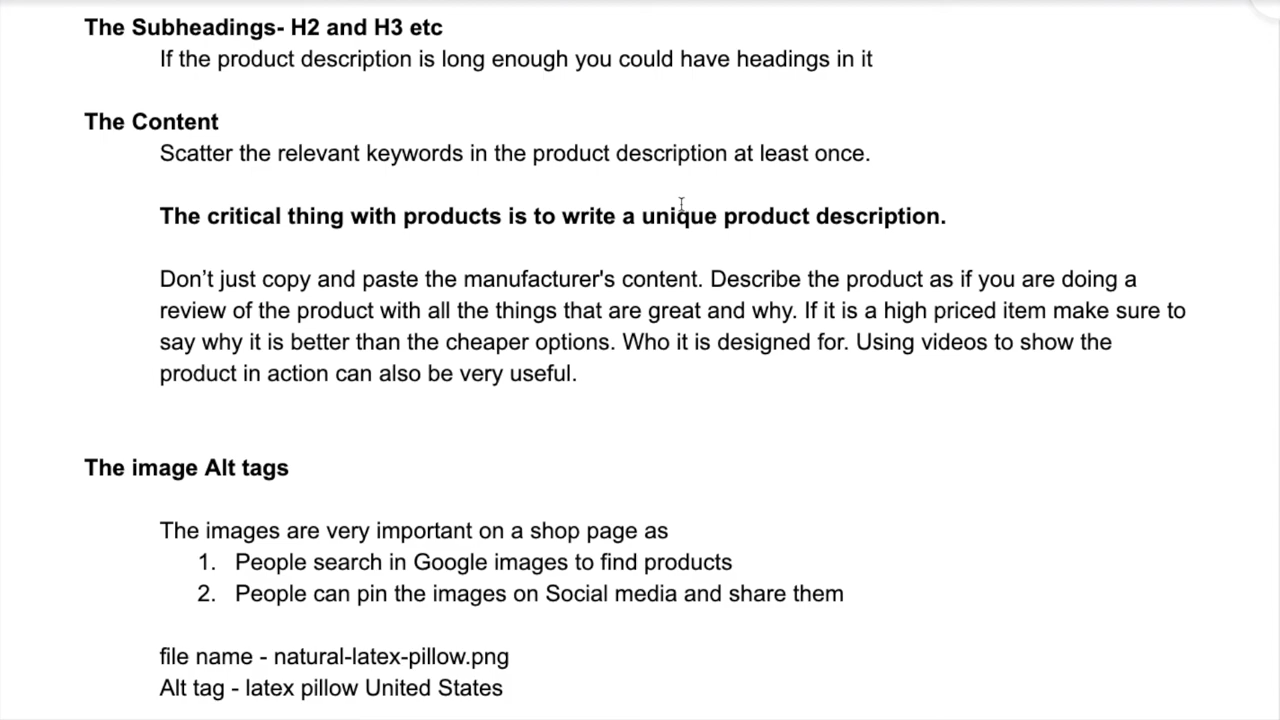 The Subheadings- H2 and H3 etc
If the product description is long enough you could have headings in it
The Content
Scatter the relevant keywords in the product description at least once.
The critical thing with products is to write a unique product description.
Don’t just copy and paste the manufacturer's content. Describe the product as if you are doing a
review of the product with all the things that are great and why. If it is a high priced item make sure to
say why it is better than the cheaper options. Who it is designed for. Using videos to show the
product in action can also be very useful.
The image Alt tags
The images are very important on a shop page as
1. People search in Google images to find products
2. People can pin the images on Social media and share them
file name - natural-latex-pillow.png
Alt tag - latex pillow United States